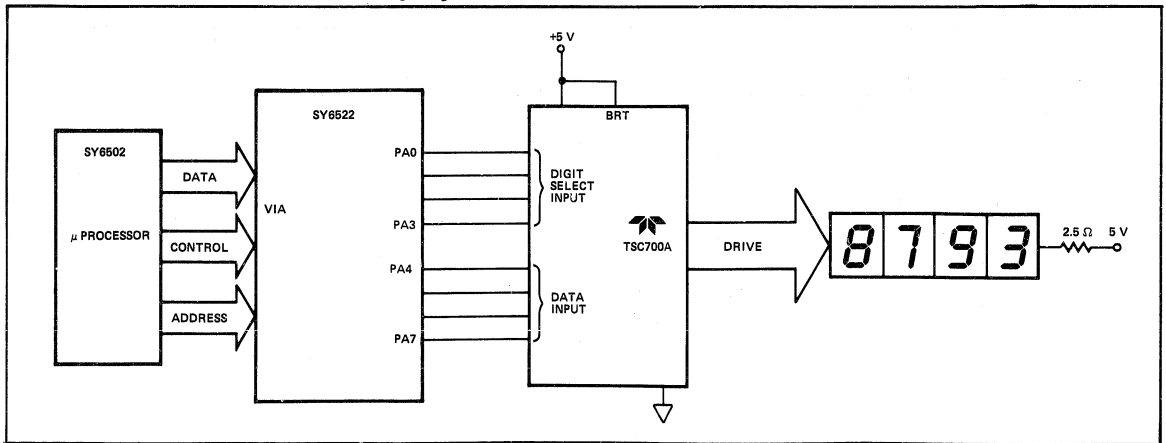 +5 V
BRT
SY6502
μ PROCESSOR
DATA
CONTROL
ADDRESS
SY6522
VIA
PA0
PA3
PA4
PA7
DIGIT
SELECT
INPUT
DATA
INPUT
TSC700A
DRIVE
8793
2.5 Ω 5 V